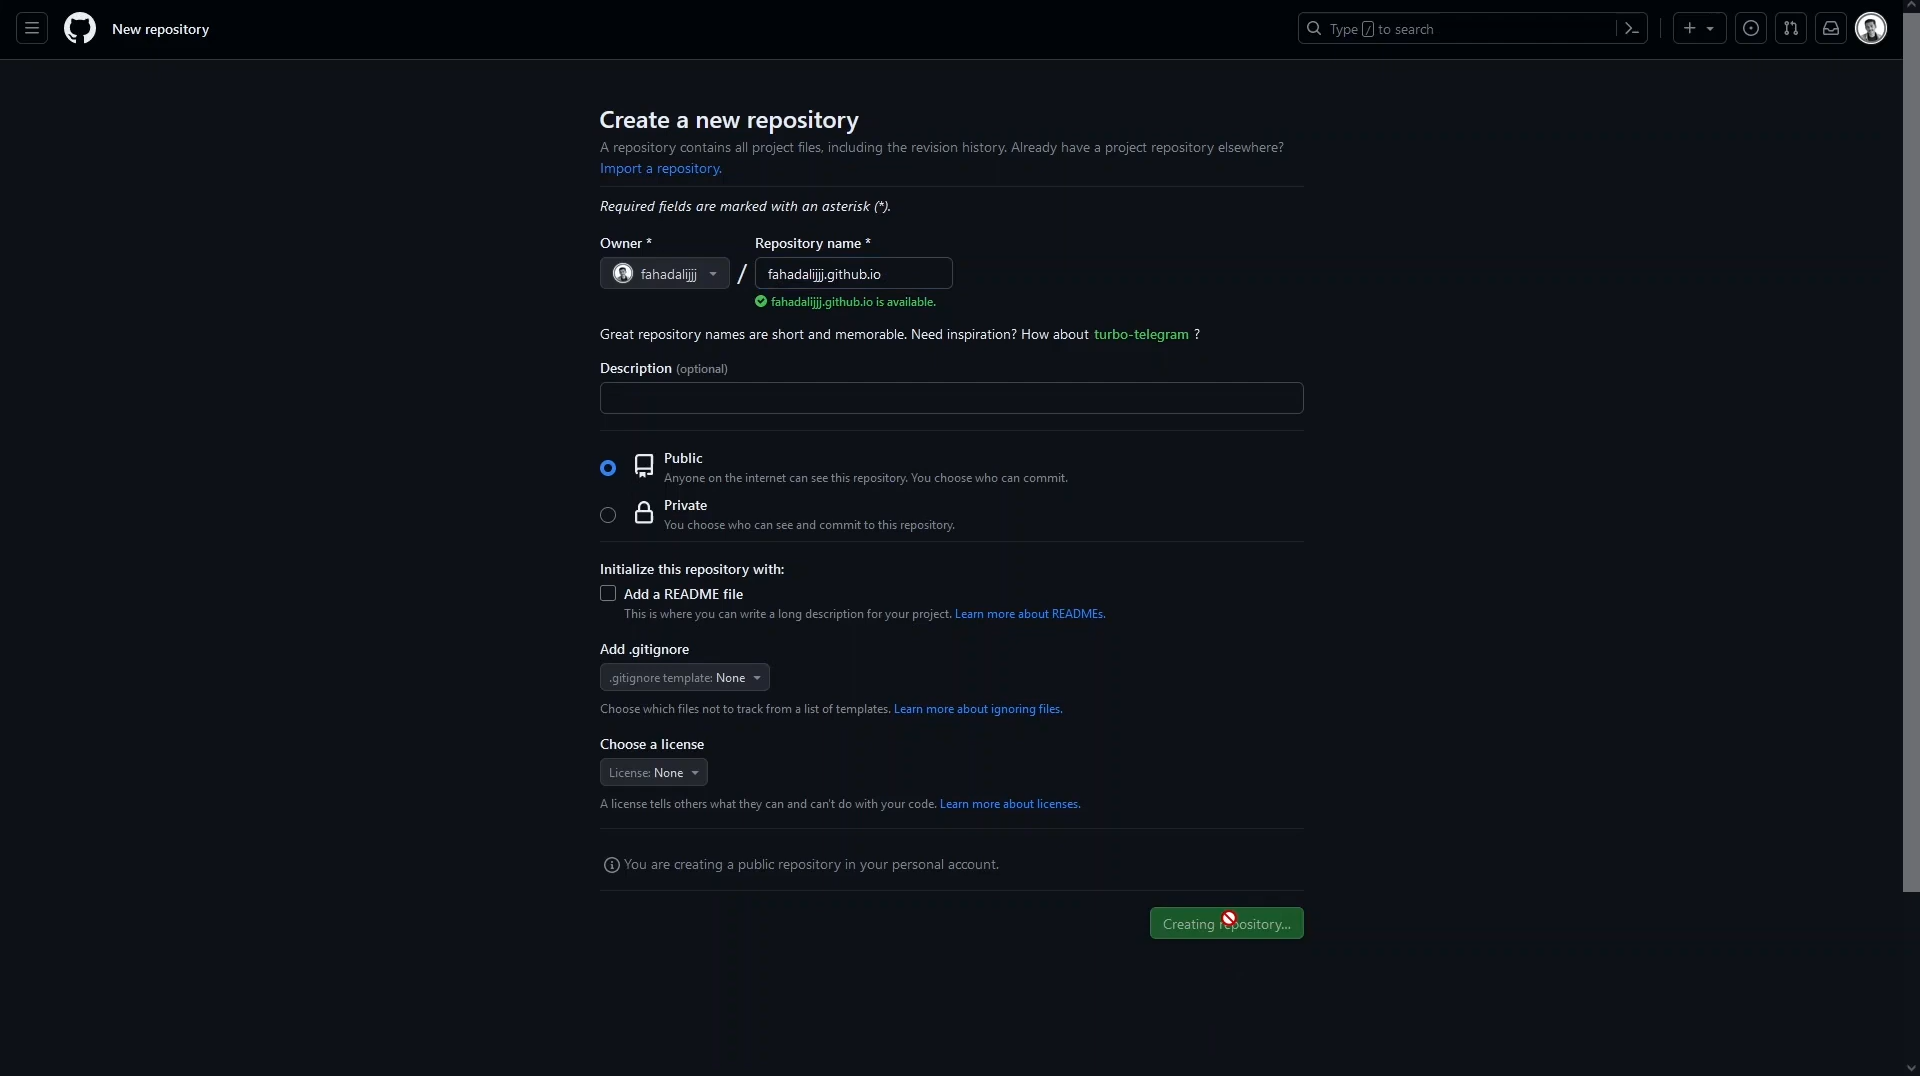 New repository
Type / to search
Create a new repository
A repository contains all project files, including the revision history. Already have a project repository elsewhere?
Import a repository.
Required fields are marked with an asterisk (*).
Owner *
Repository name *
fahadalijjj
/
fahadalijjj.github.io
fahadalijjj.github.io is available.
Great repository names are short and memorable. Need inspiration? How about turbo-telegram ?
Description (optional)
Public
Anyone on the internet can see this repository. You choose who can commit.
Private
You choose who can see and commit to this repository.
Initialize this repository with:
Add a README file
This is where you can write a long description for your project. Learn more about READMEs.
Add .gitignore
.gitignore template: None
Choose which files not to track from a list of templates. Learn more about ignoring files.
Choose a license
License: None
A license tells others what they can and can't do with your code. Learn more about licenses.
You are creating a public repository in your personal account.
Creating repository...